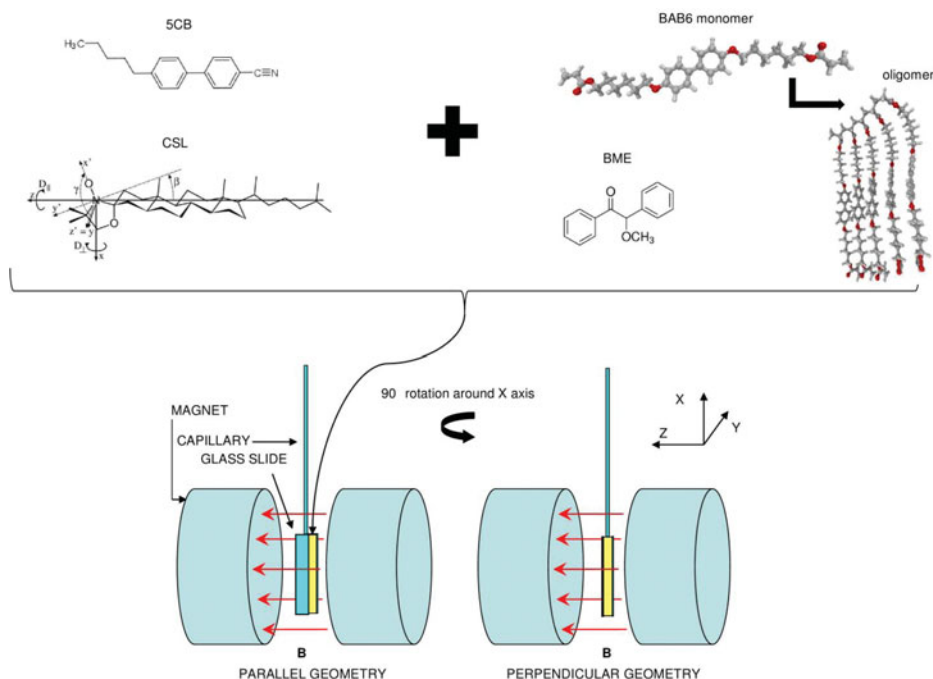 5CB
H₃C
C≡N
BAB6 monomer
oligomer
CSL
x'
O
z
D∥
γ
N
β
y'
z' = y
O
D⊥
x
BME
O
OCH₃
90 rotation around X axis
MAGNET
CAPILLARY
GLASS SLIDE
X
Z
Y
B
B
PARALLEL GEOMETRY
PERPENDICULAR GEOMETRY